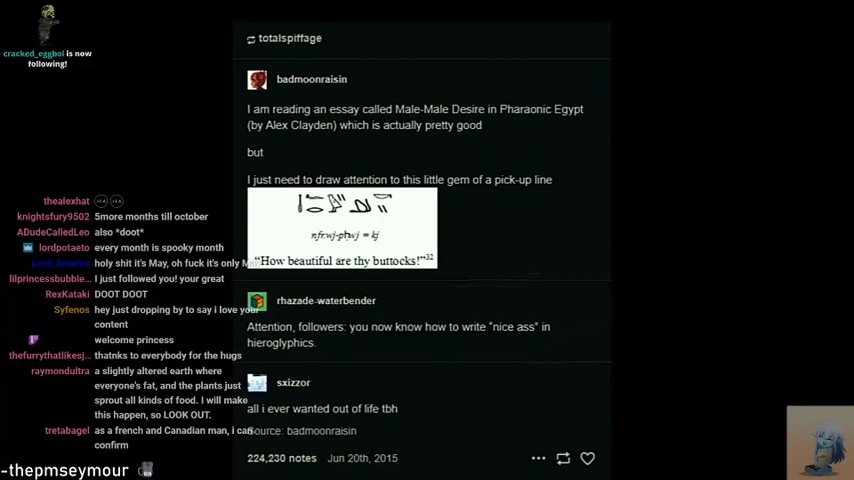 cracked_eggboi is now
following!
thealexhat
knightsfury9502 5more months till october
ADudeCalledLeo also *doot*
lordpotaeto every month is spooky month
holy shit it's May, oh fuck it's only May
lilprincessbubble... I just followed you! your great
RexKataki DOOT DOOT
Syfenos hey just dropping by to say i love your
content
welcome princess
thefurrythatlikesj... thatnks to everybody for the hugs
raymondultra a slightly altered earth where
everyone's fat, and the plants just
sprout all kinds of food. I will make
this happen, so LOOK OUT.
tretabagel as a french and Canadian man, i can
confirm
-thepmseymour
totalspiffage
badmoonraisin
I am reading an essay called Male-Male Desire in Pharaonic Egypt
(by Alex Clayden) which is actually pretty good
but
I just need to draw attention to this little gem of a pick-up line
nfr.wj-pḥwj = kj
"How beautiful are thy buttocks!"32
rhazade-waterbender
Attention, followers: you now know how to write "nice ass" in
hieroglyphics.
sxizzor
all i ever wanted out of life tbh
Source: badmoonraisin
224,230 notes Jun 20th, 2015